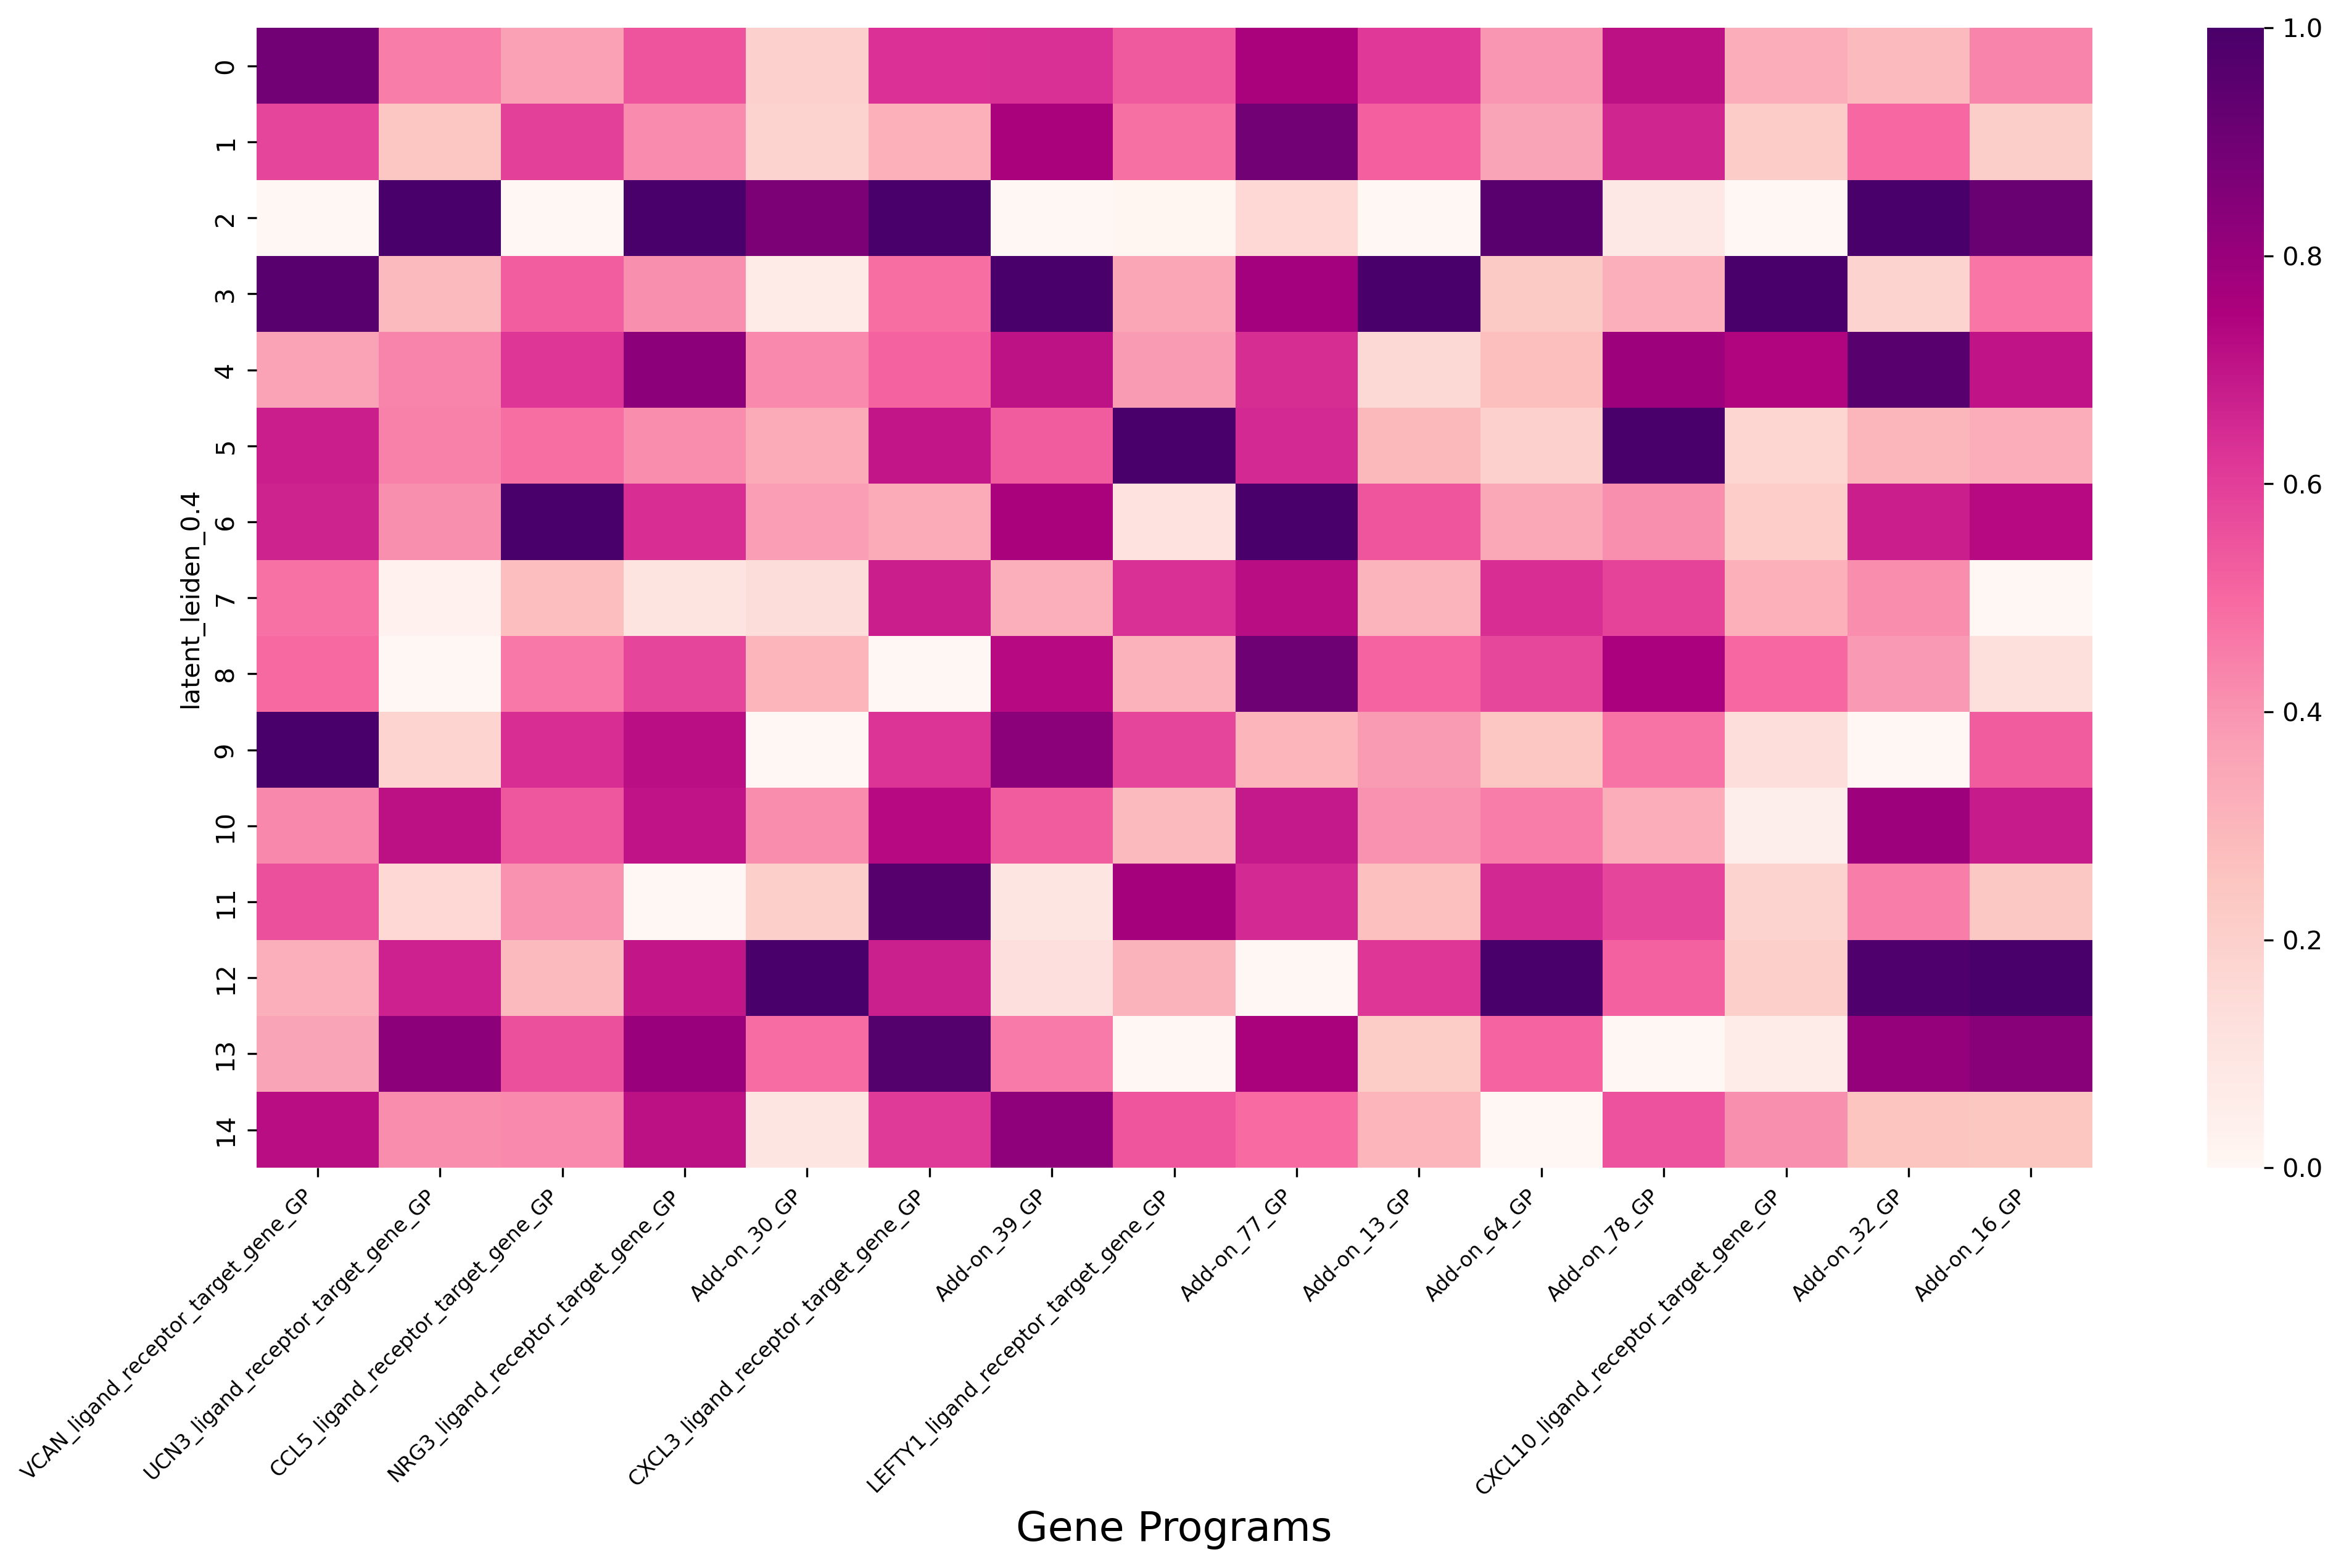 latent_leiden_0.4
0
1
2
3
4
5
6
7
8
9
10
11
12
13
14
VCAN_ligand_receptor_target_gene_GP
UCN3_ligand_receptor_target_gene_GP
CCL5_ligand_receptor_target_gene_GP
NRG3_ligand_receptor_target_gene_GP
Add-on_30_GP
CXCL3_ligand_receptor_target_gene_GP
Add-on_39_GP
LEFTY1_ligand_receptor_target_gene_GP
Add-on_77_GP
Add-on_13_GP
Add-on_64_GP
Add-on_78_GP
CXCL10_ligand_receptor_target_gene_GP
Add-on_32_GP
Add-on_16_GP
Gene Programs
1.0
0.8
0.6
0.4
0.2
0.0